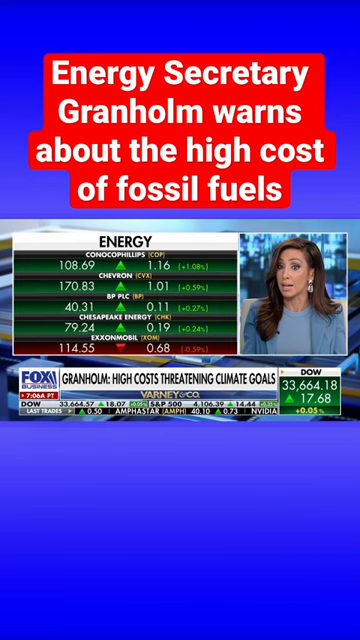 Energy Secretary
Granholm warns
about the high cost
of fossil fuels
ENERGY
CONOCOPHILLIPS (COP)
108.69 ▲ 1.16 (+1.08%)
CHEVRON (CVX)
170.83 ▲ 1.01 (+0.59%)
BP PLC (BP)
40.31 ▲ 0.11 (+0.27%)
CHESAPEAKE ENERGY (CHK)
79.24 ▲ 0.19 (+0.24%)
EXXONMOBIL (XOM)
114.55 ▼ 0.68 (-0.59%)
FOX
BUSINESS
7:06A PT
GRANHOLM: HIGH COSTS THREATENING CLIMATE GOALS
VARNEY & CO.
DOW
33,664.18
▲ 17.68
+0.05%
DOW 33,664.57 ▲ 18.07 S&P 500 4,106.39 ▲ 14.44
LAST TRADES ▲ 0.50 AMPHASTAR (AMPH) 40.10 ▲ 0.73 NVIDIA